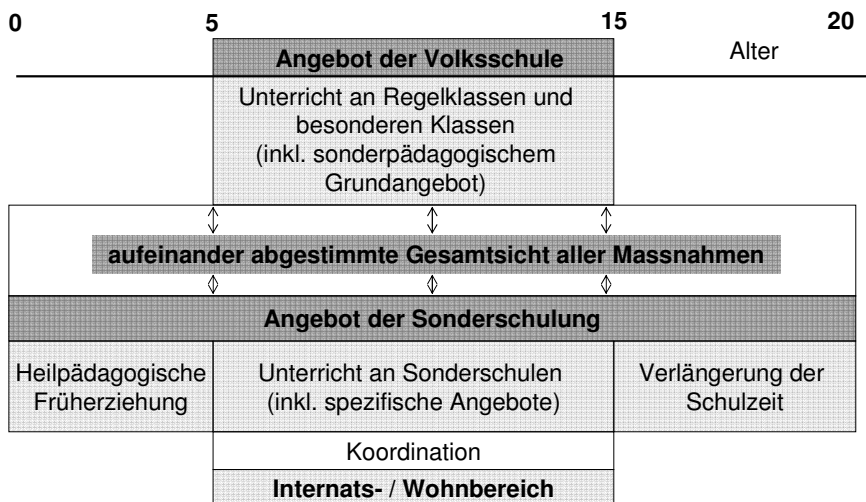 0 5 15 20
Alter
Angebot der Volksschule
Unterricht an Regelklassen und
besonderen Klassen
(inkl. sonderpädagogischem
Grundangebot)
aufeinander abgestimmte Gesamtsicht aller Massnahmen
Angebot der Sonderschulung
Heilpädagogische
Früherziehung
Unterricht an Sonderschulen
(inkl. spezifische Angebote)
Verlängerung der
Schulzeit
Koordination
Internats- / Wohnbereich